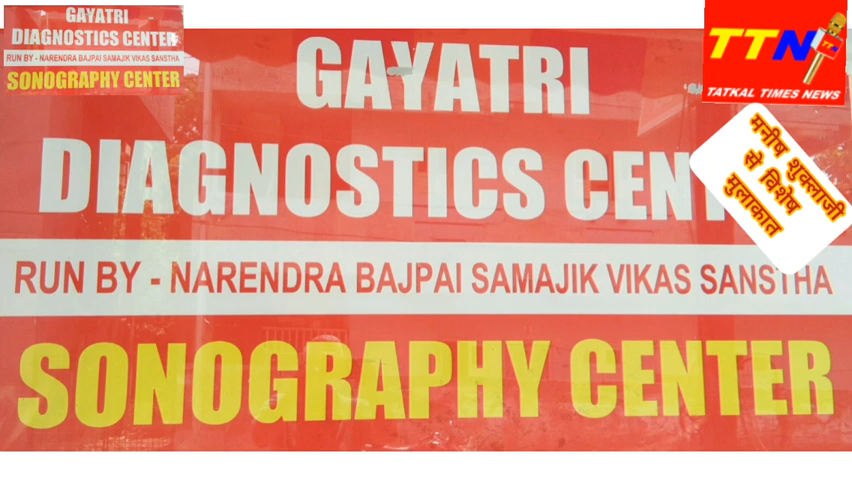 GAYATRI
DIAGNOSTICS CENTER
RUN BY - NARENDRA BAJPAI SAMAJIK VIKAS SANSTHA
SONOGRAPHY CENTER
TTN
TATKAL TIMES NEWS
मनीष शुक्लाजी
से विशेष
मुलाकात
GAYATRI
DIAGNOSTICS CENT
RUN BY - NARENDRA BAJPAI SAMAJIK VIKAS SANSTHA
SONOGRAPHY CENTER